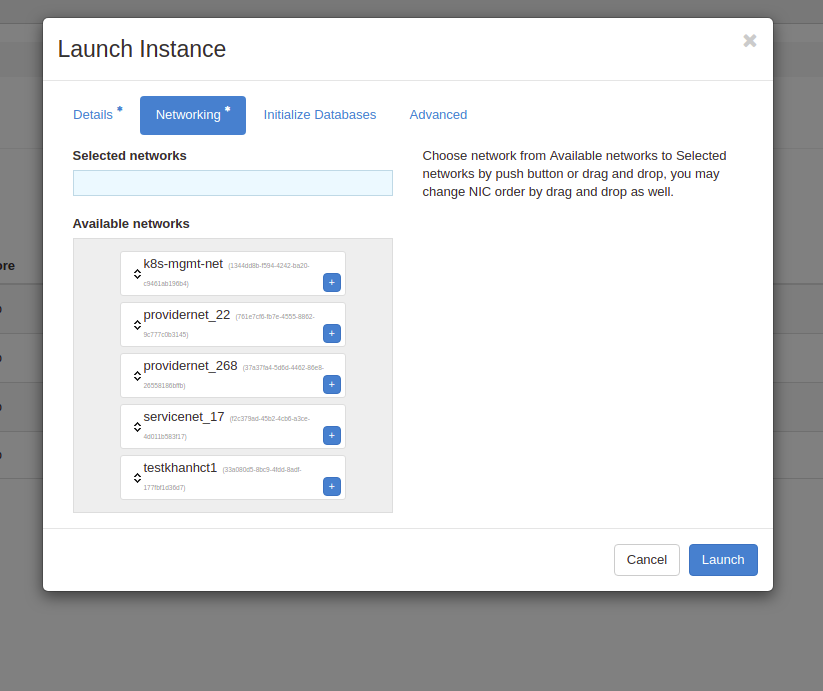 Launch Instance
Details *
Networking *
Initialize Databases
Advanced
Selected networks
Choose network from Available networks to Selected
networks by push button or drag and drop, you may
change NIC order by drag and drop as well.
Available networks
k8s-mgmt-net (1344dd8b-f594-4242-ba20-
c9461ab196b4)
+
providernet_22 (761e7cf6-fb7e-4555-8862-
9c777c0b3145)
+
providernet_268 (37a37fa4-5d6d-4462-86e8-
26558186bffb)
+
servicenet_17 (f2c379ad-45b2-4cb6-a3ce-
4d011b583f17)
+
testkhanhct1 (33a080d5-8bc9-4fdd-8adf-
177fbf1d36d7)
+
Cancel
Launch